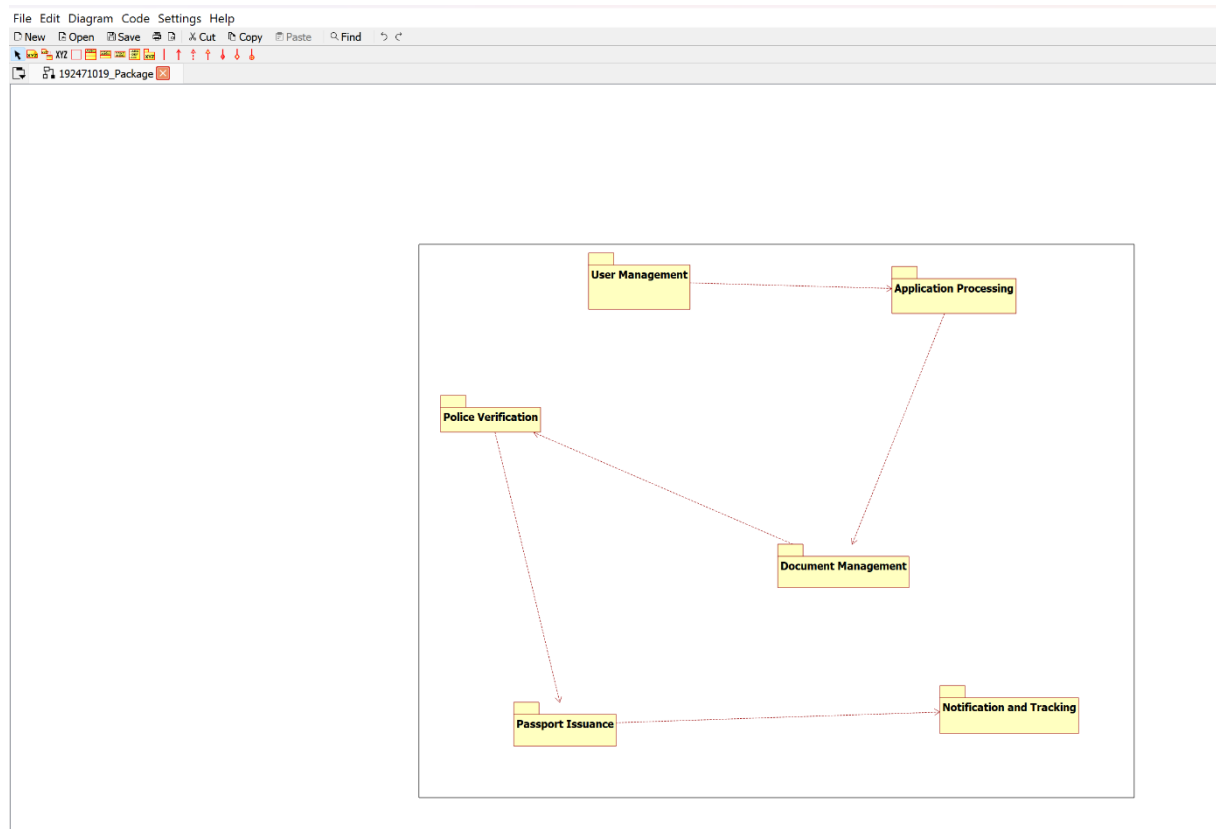 File Edit Diagram Code Settings Help
New Open Save Cut Copy Paste Find
XYZ
192471019_Package
User Management
Application Processing
Police Verification
Document Management
Notification and Tracking
Passport Issuance